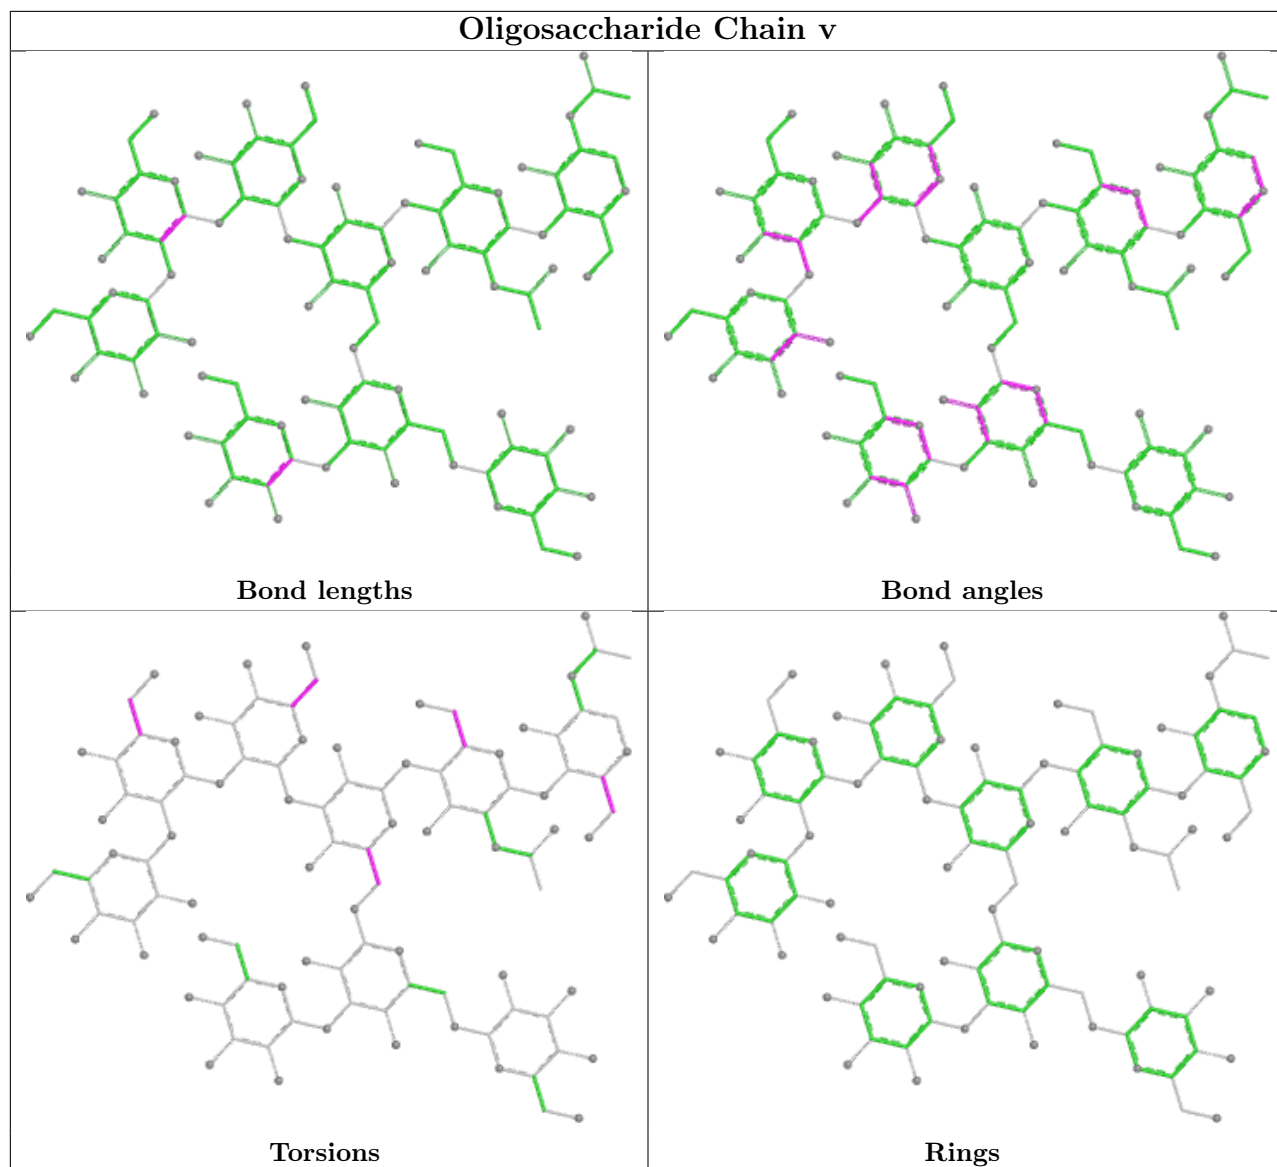 Oligosaccharide Chain v
Bond lengths
Bond angles
Torsions
Rings